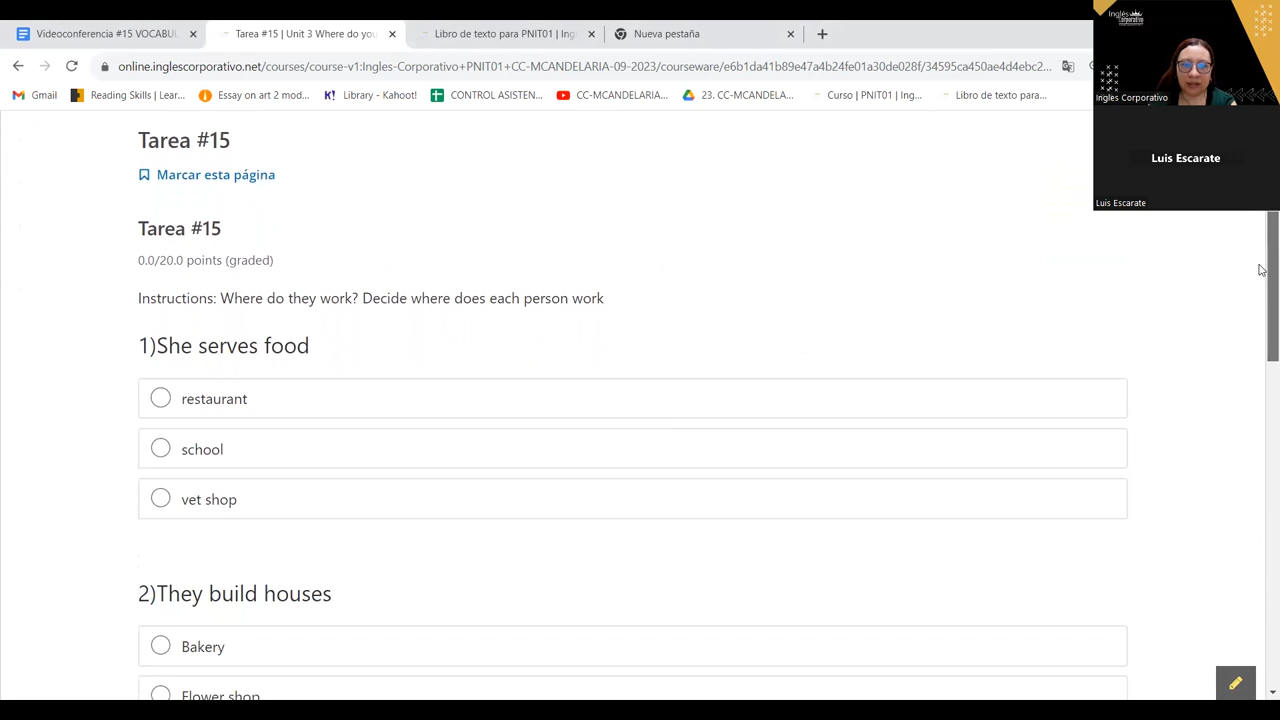 Videoconferencia #15 VOCABUL
Tarea #15 | Unit 3 Where do you
Libro de texto para PNIT01 | Ing
Nueva pestaña
online.inglescorporativo.net/courses/course-v1:Ingles-Corporativo+PNIT01+CC-MCANDELARIA-09-2023/courseware/e6b1da41b89e47a4b24fe01a30de028f/34595ca450ae4d4ebc2...
Gmail
Reading Skills | Lear...
Essay on art 2 mod...
Library - Kahoot!
CONTROL ASISTEN...
CC-MCANDELARIA...
23. CC-MCANDELA...
Curso | PNIT01 | Ing...
Libro de texto para...
Inglés
Corporativo
Ingles Corporativo
Luis Escarate
Luis Escarate
Tarea #15
Marcar esta página
Tarea #15
0.0/20.0 points (graded)
Instructions: Where do they work? Decide where does each person work
1)She serves food
restaurant
school
vet shop
2)They build houses
Bakery
Flower shop